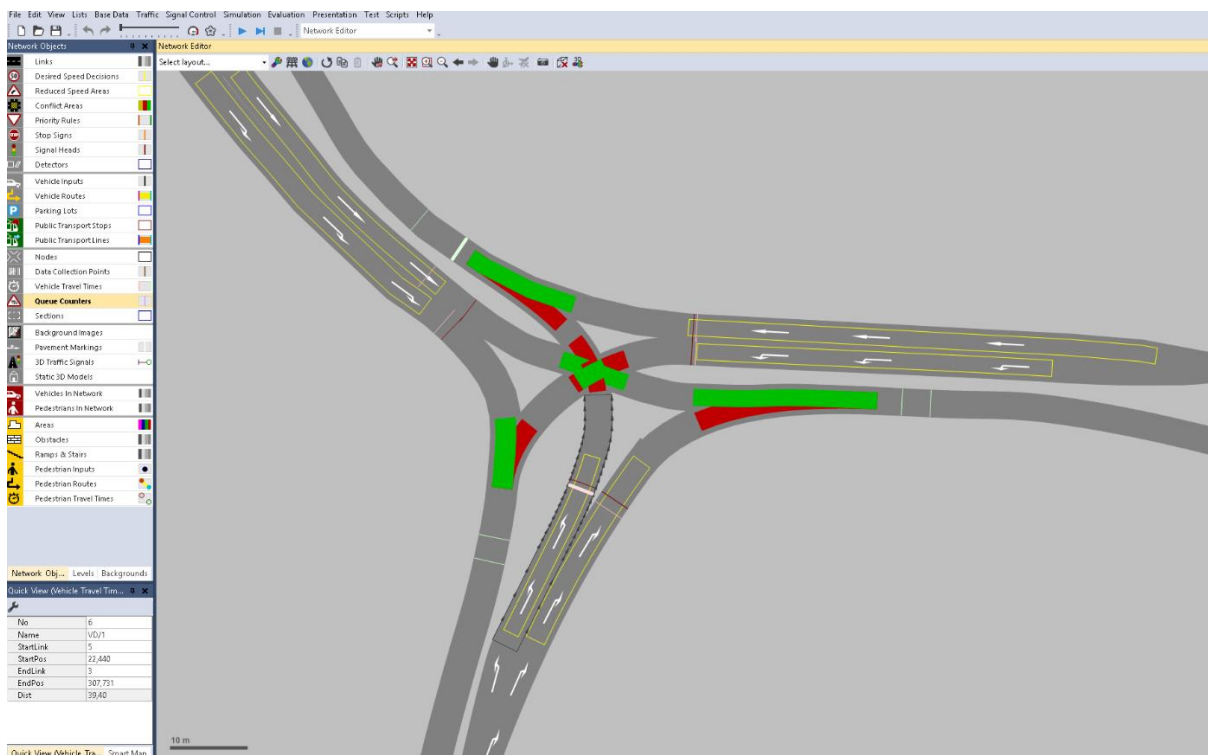 File Edit View Lists Base Data Traffic Signal Control Simulation Evaluation Presentation Test Scripts Help
Network Editor
Network Objects
Network Editor
Select layout...
Links
Desired Speed Decisions
Reduced Speed Areas
Conflict Areas
Priority Rules
Stop Signs
Signal Heads
Detectors
Vehicle Inputs
Vehicle Routes
Parking Lots
Public Transport Stops
Public Transport Lines
Nodes
Data Collection Points
Vehicle Travel Times
Queue Counters
Sections
Background Images
Pavement Markings
3D Traffic Signals
Static 3D Models
Vehicles In Network
Pedestrians In Network
Areas
Obstacles
Ramps & Stairs
Pedestrian Inputs
Pedestrian Routes
Pedestrian Travel Times
Network Obj... Levels Backgrounds
Quick View (Vehicle Travel Tim...
No 6
Name VD/1
StartLink 5
StartPos 22,440
EndLink 3
EndPos 307,731
Dist 39,40
10 m
Quick View (Vehicle Tra... Smart Map